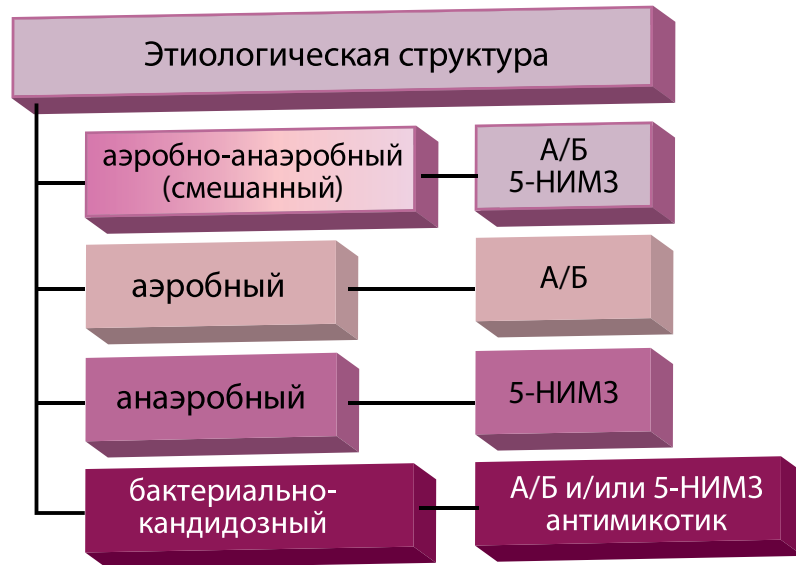 Этиологическая структура
аэробно-анаэробный
(смешанный)
А/Б
5-НИМЗ
аэробный
А/Б
анаэробный
5-НИМЗ
бактериально-
кандидозный
А/Б и/или 5-НИМЗ
антимикотик